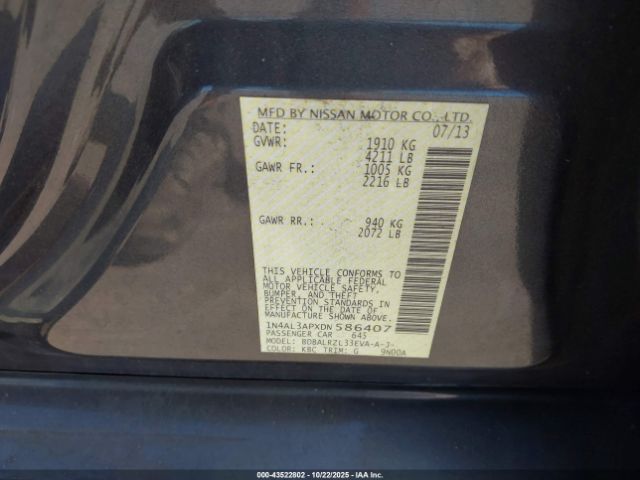 MFD BY NISSAN MOTOR CO., LTD.
DATE: 07/13
GVWR: 1910 KG
4211 LB
GAWR FR.: 1005 KG
2216 LB
GAWR RR.: 940 KG
2072 LB
THIS VEHICLE CONFORMS TO
ALL APPLICABLE FEDERAL
MOTOR VEHICLE SAFETY,
BUMPER, AND THEFT
PREVENTION STANDARDS
IN EFFECT ON THE DATE OF
MANUFACTURE SHOWN ABOVE.
1N4AL3APXDN586407
PASSENGER CAR 645
MODEL: BDBALRZL33EVA-A-J-
COLOR: KBC TRIM: G 9N00A
000-43522802 | 10/22/2025 | IAA Inc.